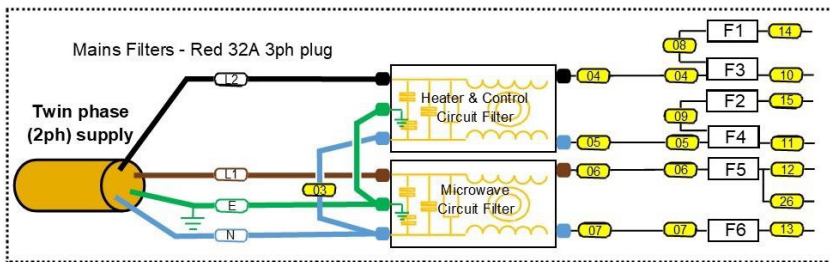 Mains Filters - Red 32A 3ph plug
Twin phase
(2ph) supply
L2
L1
E
N
03
Heater & Control
Circuit Filter
Microwave
Circuit Filter
04
05
06
07
08
04
09
05
06
07
F1
F3
F2
F4
F5
F6
14
10
15
11
12
26
13